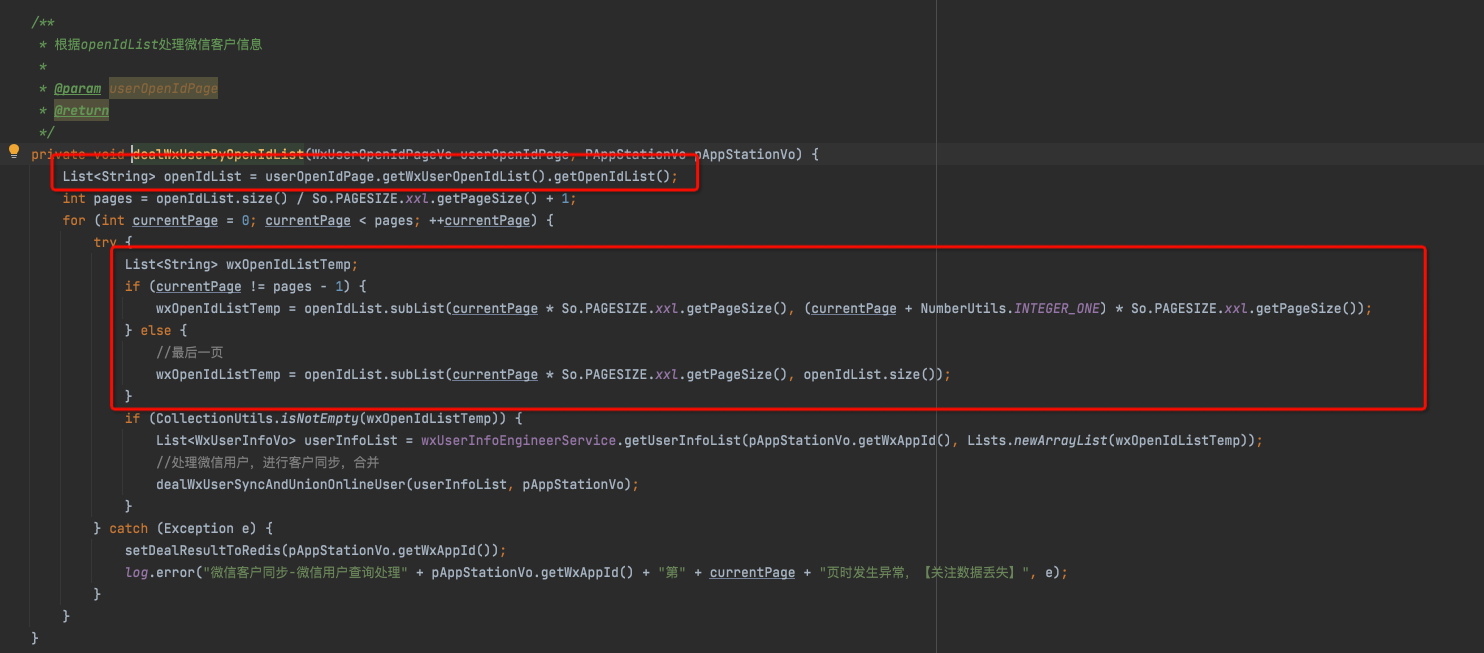 /**
 * 根据openIdList处理微信客户信息
 *
 * @param userOpenIdPage
 * @return
 */
private void dealWxUserByOpenIdList(WxUserOpenIdPageVo userOpenIdPage, PAppStationVo pAppStationVo) {
    List<String> openIdList = userOpenIdPage.getWxUserOpenIdList().getOpenIdList();
    int pages = openIdList.size() / So.PAGESIZE.xxl.getPageSize() + 1;
    for (int currentPage = 0; currentPage < pages; ++currentPage) {
        try {
            List<String> wxOpenIdListTemp;
            if (currentPage != pages - 1) {
                wxOpenIdListTemp = openIdList.subList(currentPage * So.PAGESIZE.xxl.getPageSize(), (currentPage + NumberUtils.INTEGER_ONE) * So.PAGESIZE.xxl.getPageSize());
            } else {
                //最后一页
                wxOpenIdListTemp = openIdList.subList(currentPage * So.PAGESIZE.xxl.getPageSize(), openIdList.size());
            }
            if (CollectionUtils.isNotEmpty(wxOpenIdListTemp)) {
                List<WxUserInfoVo> userInfoList = wxUserInfoEngineerService.getUserInfoList(pAppStationVo.getWxAppId(), Lists.newArrayList(wxOpenIdListTemp));
                //处理微信用户，进行客户同步，合并
                dealWxUserSyncAndUnionOnlineUser(userInfoList, pAppStationVo);
            }
        } catch (Exception e) {
            setDealResultToRedis(pAppStationVo.getWxAppId());
            log.error("微信客户同步-微信用户查询处理" + pAppStationVo.getWxAppId() + "第" + currentPage + "页时发生异常，【关注数据丢失】", e);
        }
    }
}